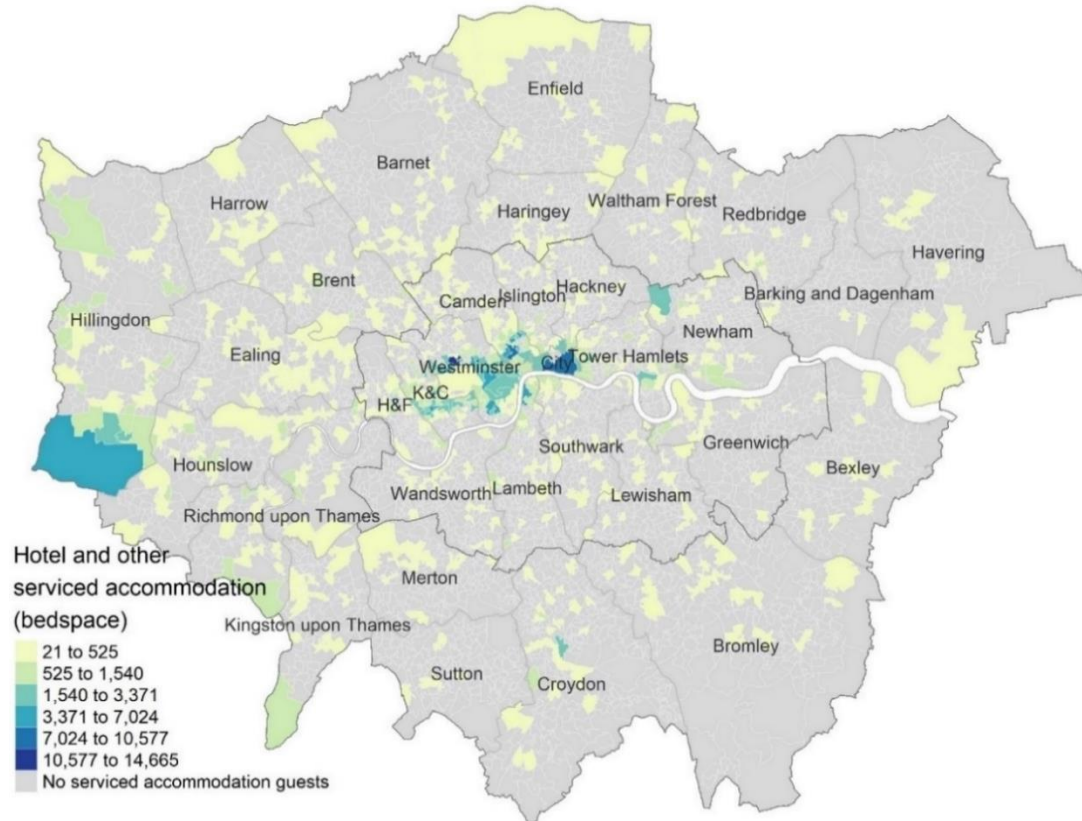 Enfield
Barnet
Harrow
Haringey
Waltham Forest
Redbridge
Havering
Brent
Camden
Islington
Hackney
Barking and Dagenham
Hillingdon
Ealing
Newham
Westminster
City
Tower Hamlets
K&C
H&F
Southwark
Greenwich
Hounslow
Bexley
Wandsworth
Lambeth
Lewisham
Richmond upon Thames
Merton
Kingston upon Thames
Bromley
Sutton
Croydon
Hotel and other
serviced accommodation
(bedspace)
21 to 525
525 to 1,540
1,540 to 3,371
3,371 to 7,024
7,024 to 10,577
10,577 to 14,665
No serviced accommodation guests